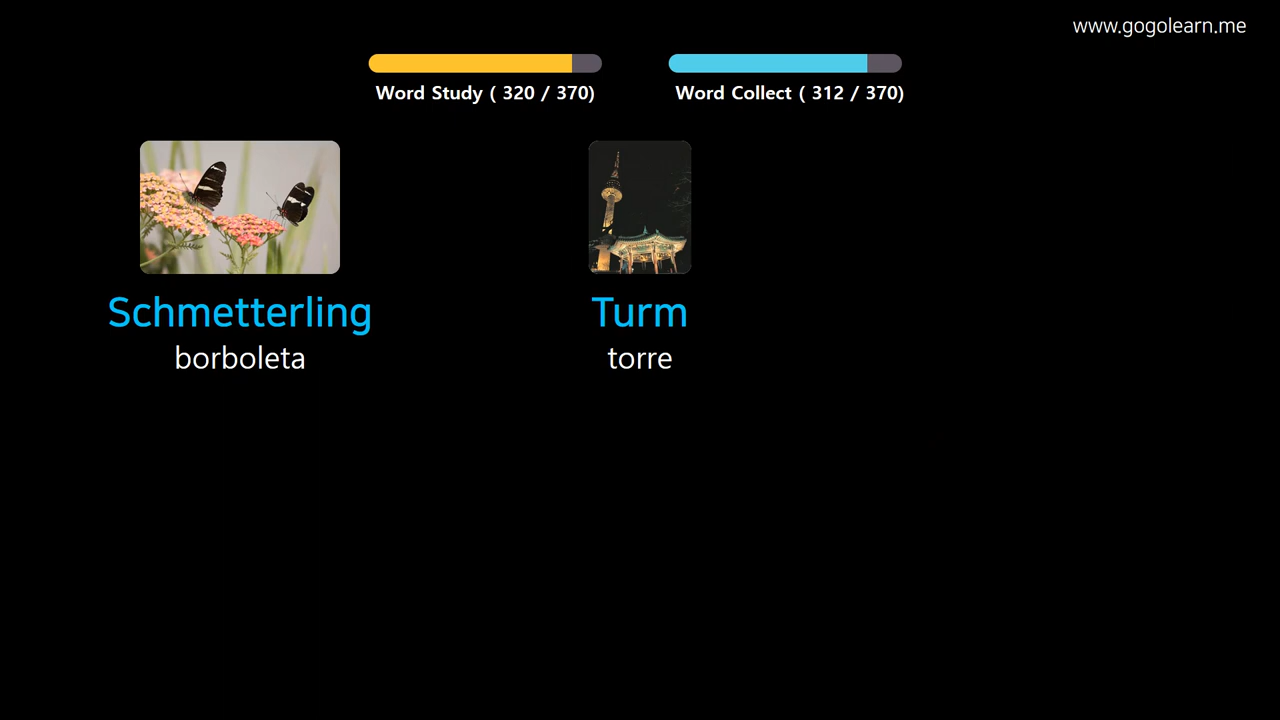 www.gogolearn.me
Word Study ( 320 / 370)
Word Collect ( 312 / 370)
Schmetterling
borboleta
Turm
torre